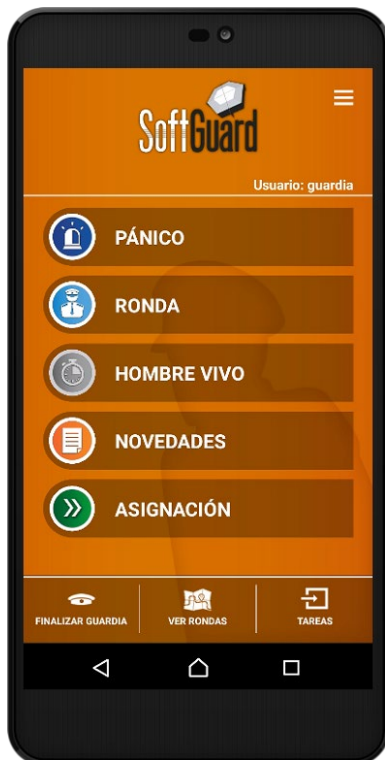 SoftGuard
Usuario: guardia
PÁNICO
RONDA
HOMBRE VIVO
NOVEDADES
ASIGNACIÓN
FINALIZAR GUARDIA
VER RONDAS
TAREAS